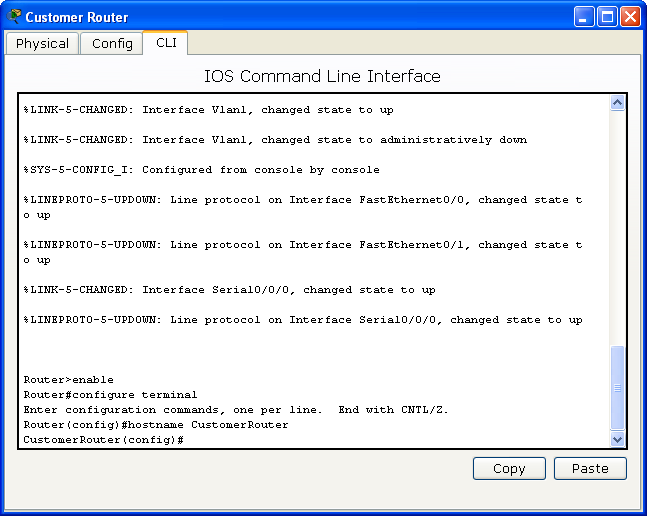 Customer Router
Physical Config CLI
IOS Command Line Interface
%LINK-5-CHANGED: Interface Vlan1, changed state to up
%LINK-5-CHANGED: Interface Vlan1, changed state to administratively down
%SYS-5-CONFIG_I: Configured from console by console
%LINEPROTO-5-UPDOWN: Line protocol on Interface FastEthernet0/0, changed state t
o up
%LINEPROTO-5-UPDOWN: Line protocol on Interface FastEthernet0/1, changed state t
o up
%LINK-5-CHANGED: Interface Serial0/0/0, changed state to up
%LINEPROTO-5-UPDOWN: Line protocol on Interface Serial0/0/0, changed state to up
Router>enable
Router#configure terminal
Enter configuration commands, one per line.  End with CNTL/Z.
Router(config)#hostname CustomerRouter
CustomerRouter(config)#
Copy Paste